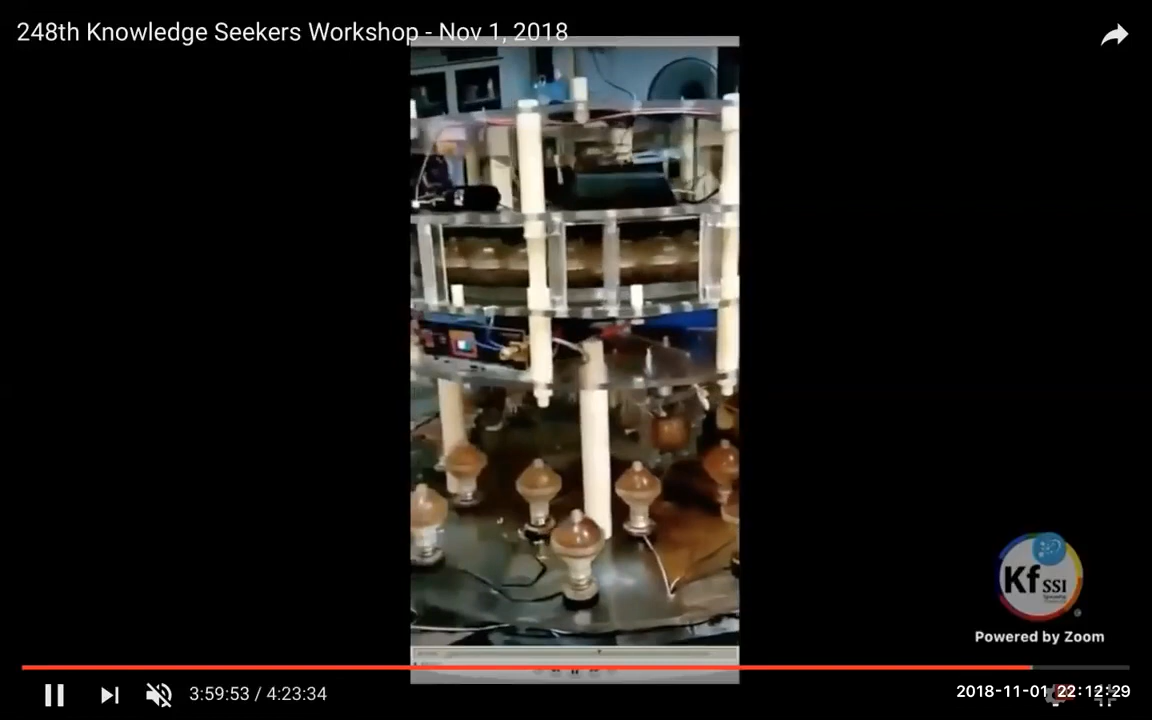 248th Knowledge Seekers Workshop - Nov 1, 2018
Kf SSI
Powered by Zoom
3:59:53 / 4:23:34
2018-11-01 22:12:29